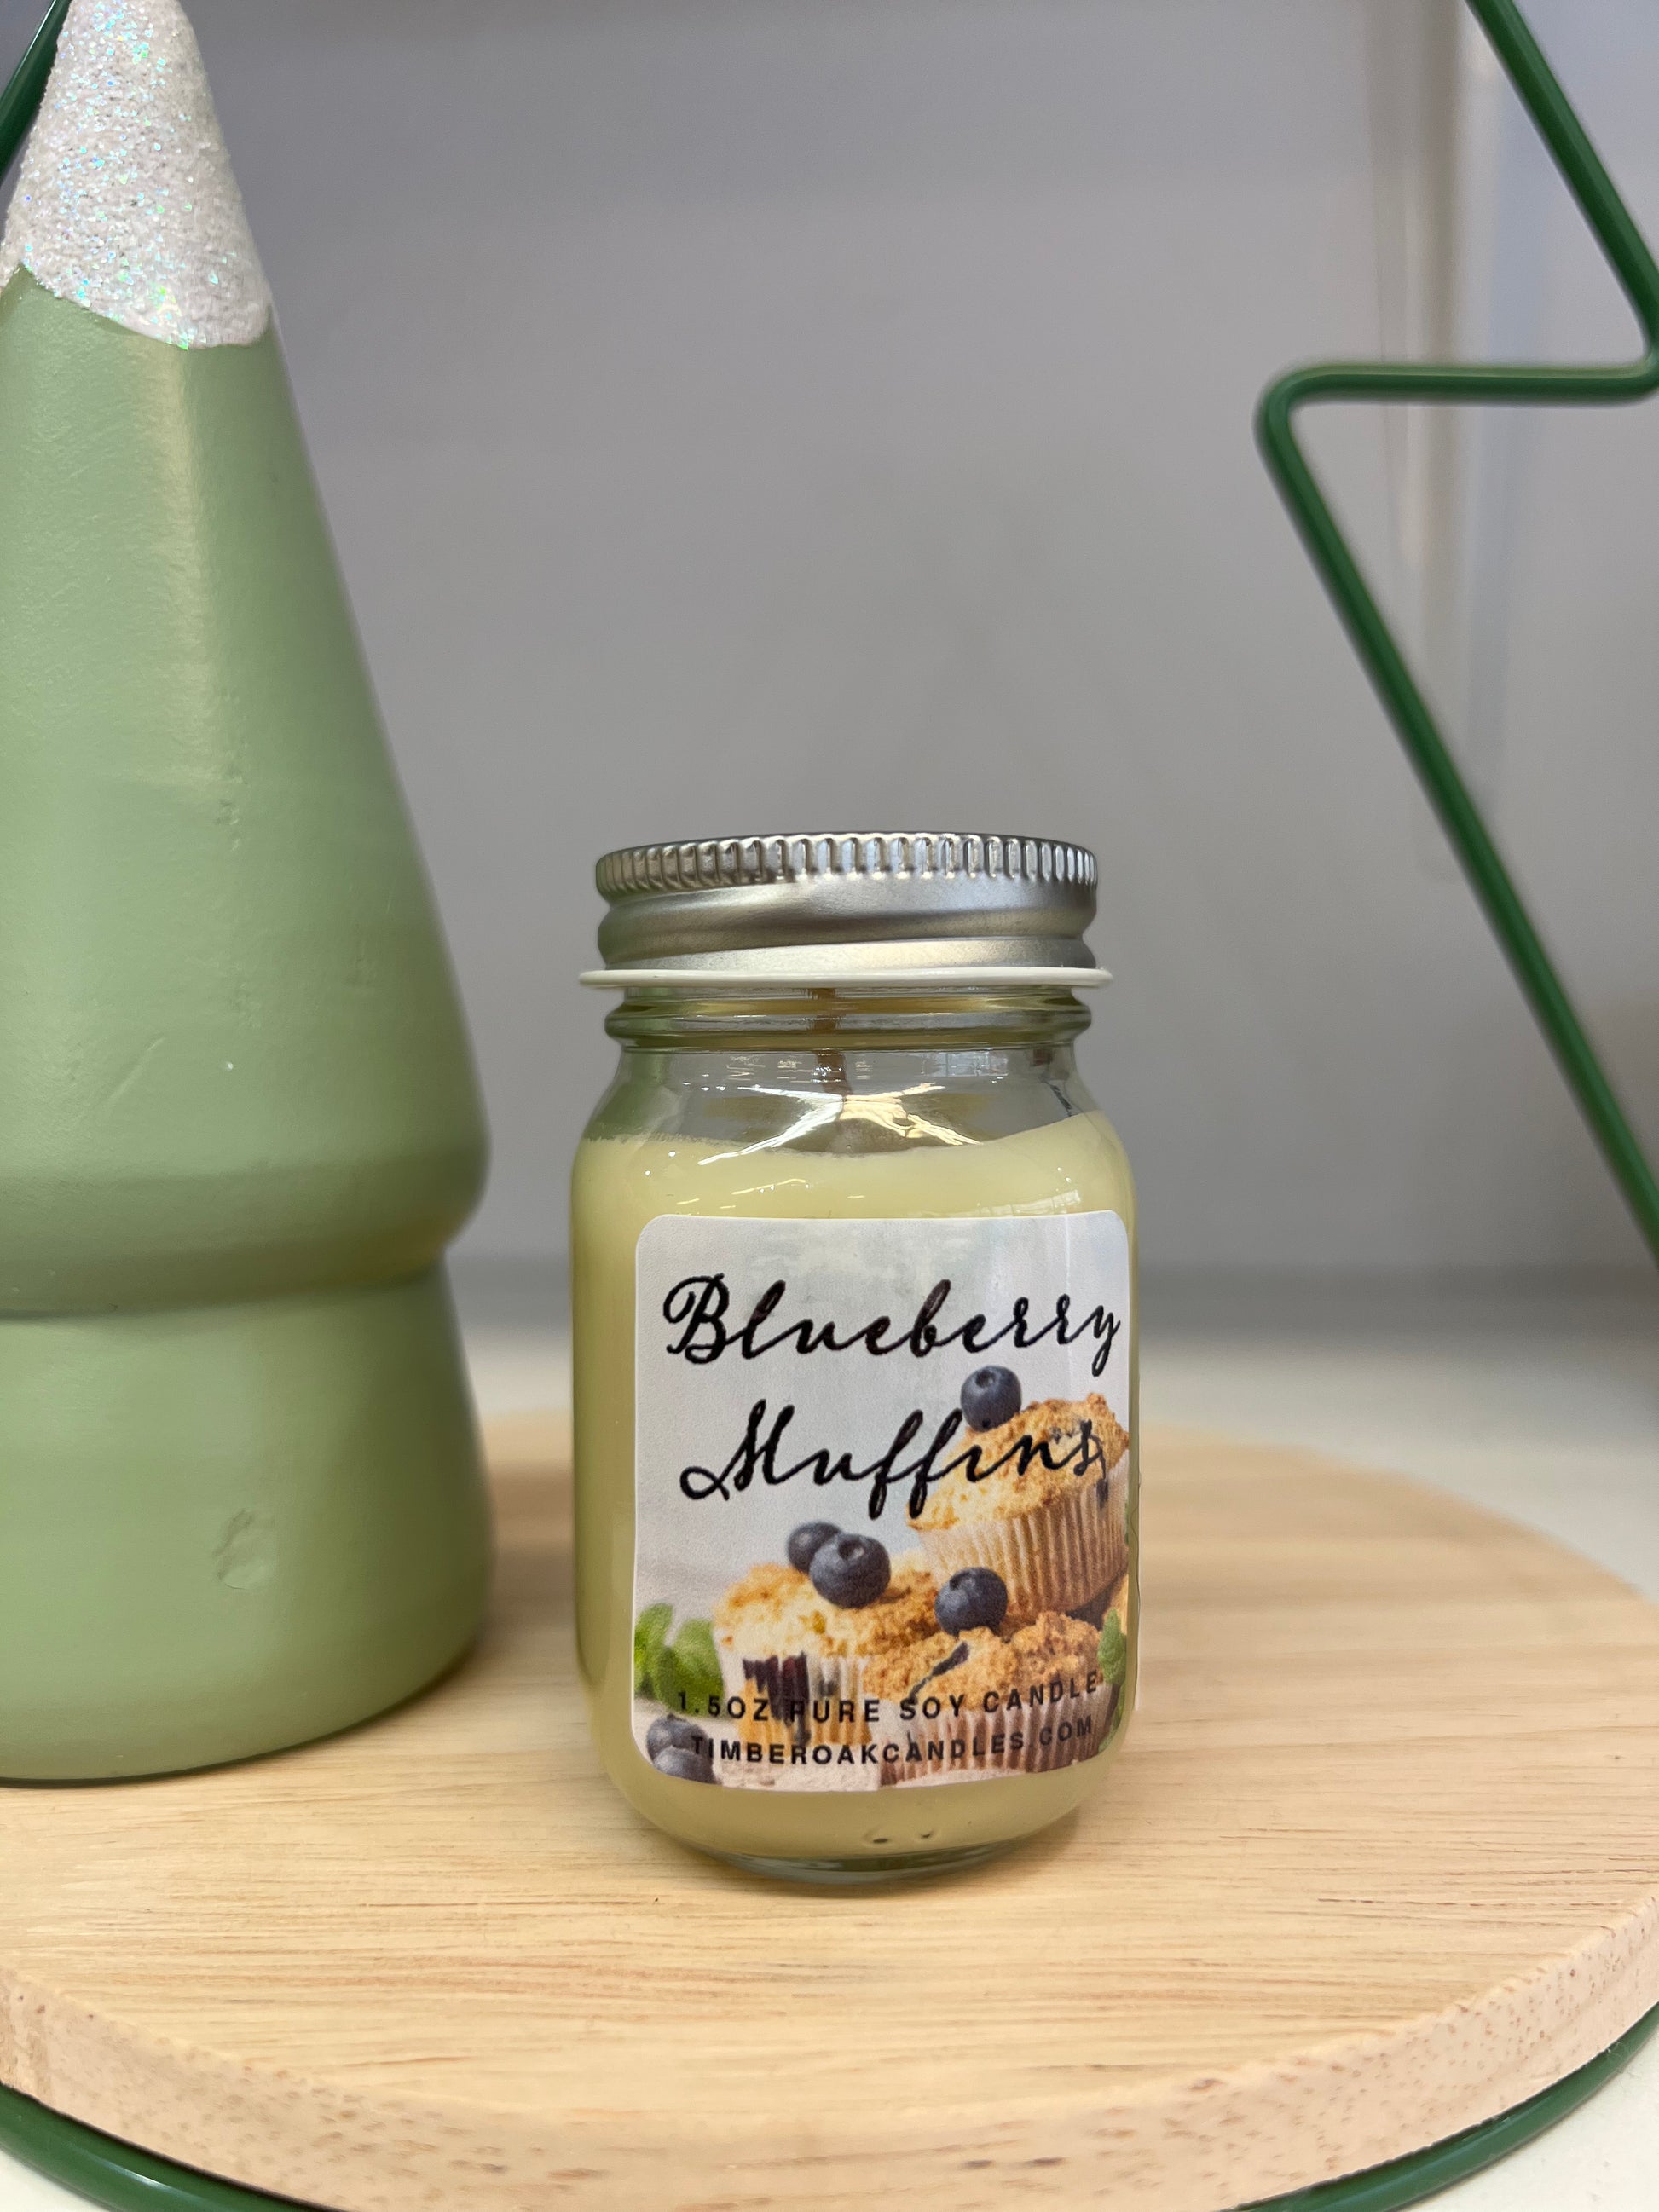 Blueberry
Muffins
1.5OZ PURE SOY CANDLE
TIMBEROAKCANDLES.COM